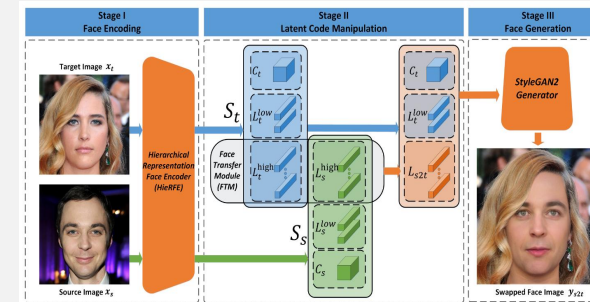 Stage I
Face Encoding
Stage II
Latent Code Manipulation
Stage III
Face Generation
Target Image x_t
Hierarchical
Representation
Face Encoder
(HieRFE)
Source Image x_s
S_t
C_t
L_t^low
L_t^high
Face
Transfer
Module
(FTM)
L_s^high
S_s
L_s^low
C_s
C_t
L_t^low
L_s2t
StyleGAN2
Generator
Swapped Face Image y_s2t